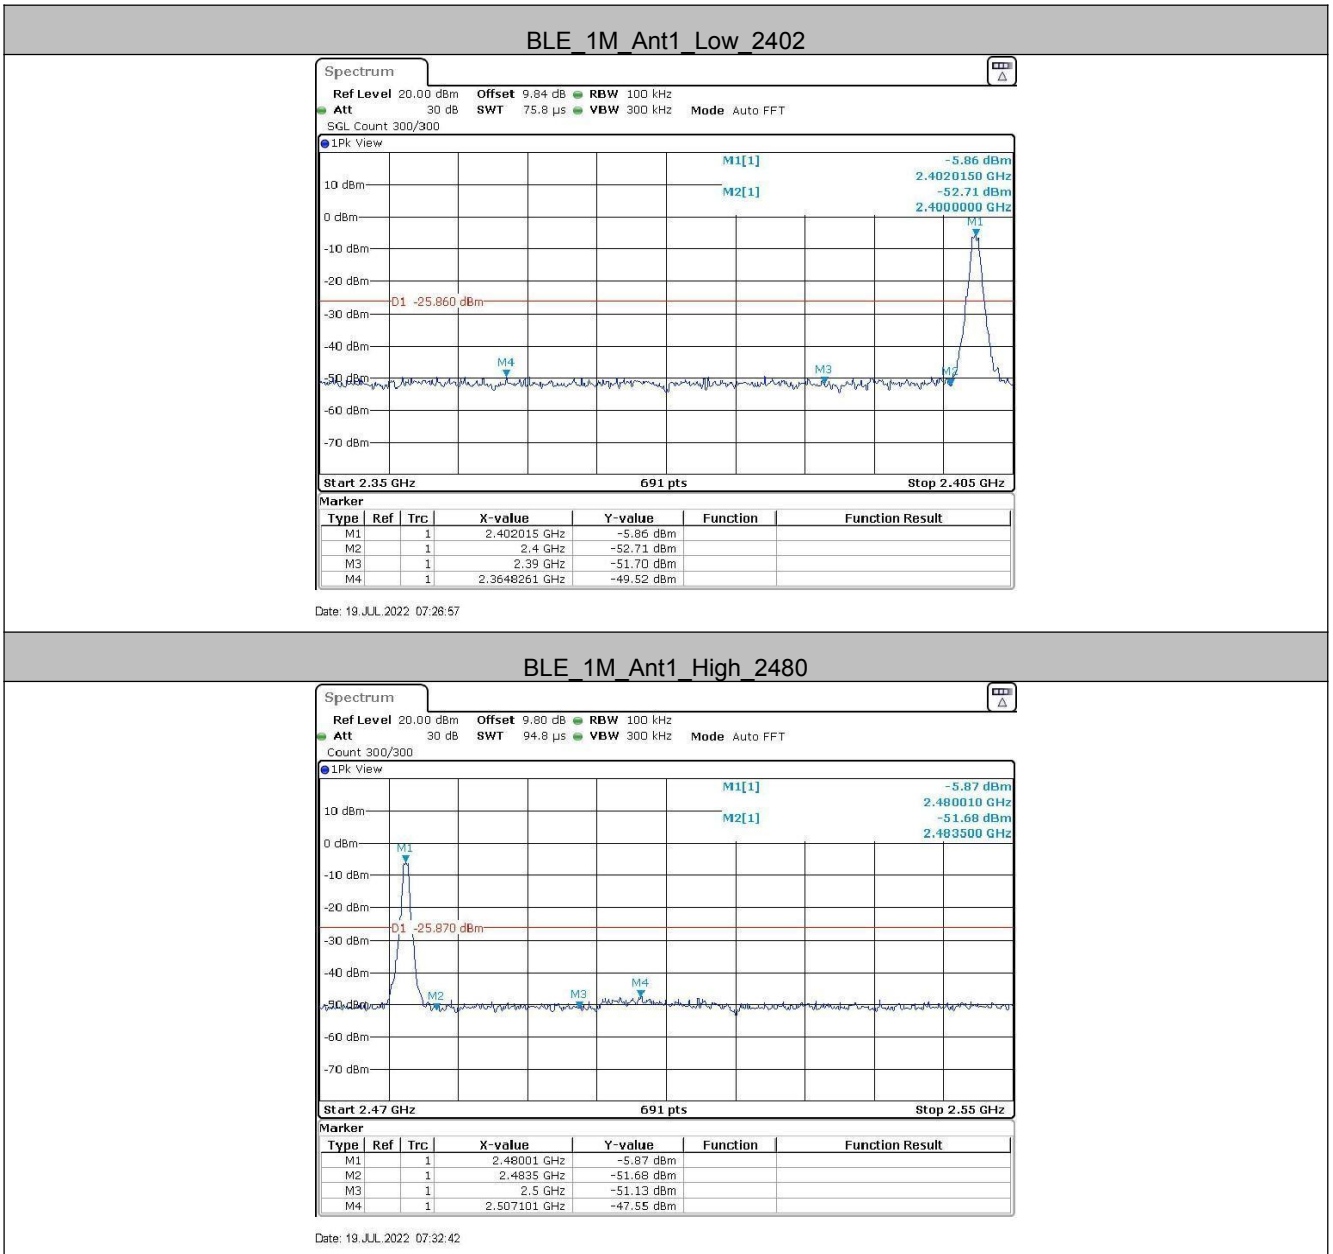 BLE_1M_Ant1_Low_2402
Spectrum
Ref Level 20.00 dBm Offset 9.84 dB RBW 100 kHz
Att 30 dB SWT 75.8 µs VBW 300 kHz Mode Auto FFT
SGL Count 300/300
1Pk View
M1[1] -5.86 dBm
2.4020150 GHz
10 dBm
M2[1] -52.71 dBm
2.4000000 GHz
0 dBm
M1
-10 dBm
-20 dBm
D1 -25.860 dBm
-30 dBm
-40 dBm
M4
M3
M2
-50 dBm
-60 dBm
-70 dBm
Start 2.35 GHz 691 pts Stop 2.405 GHz
Marker
Type Ref Trc X-value Y-value Function Function Result
M1 1 2.402015 GHz -5.86 dBm
M2 1 2.4 GHz -52.71 dBm
M3 1 2.39 GHz -51.70 dBm
M4 1 2.3648261 GHz -49.52 dBm
Date: 19.JUL.2022 07:26:57
BLE_1M_Ant1_High_2480
Spectrum
Ref Level 20.00 dBm Offset 9.80 dB RBW 100 kHz
Att 30 dB SWT 94.8 µs VBW 300 kHz Mode Auto FFT
Count 300/300
1Pk View
M1[1] -5.87 dBm
2.480010 GHz
10 dBm
M2[1] -51.68 dBm
2.483500 GHz
0 dBm
M1
-10 dBm
-20 dBm
D1 -25.870 dBm
-30 dBm
-40 dBm
M4
M2
M3
-50 dBm
-60 dBm
-70 dBm
Start 2.47 GHz 691 pts Stop 2.55 GHz
Marker
Type Ref Trc X-value Y-value Function Function Result
M1 1 2.48001 GHz -5.87 dBm
M2 1 2.4835 GHz -51.68 dBm
M3 1 2.5 GHz -51.13 dBm
M4 1 2.507101 GHz -47.55 dBm
Date: 19.JUL.2022 07:32:42